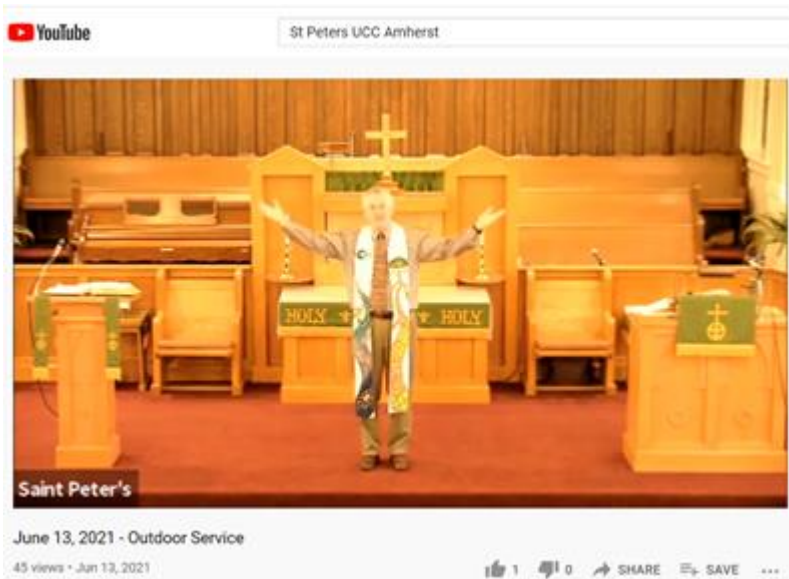 YouTube
St Peters UCC Amherst
HOLY HOLY
Saint Peter's
June 13, 2021 - Outdoor Service
45 views • Jun 13, 2021
1 0 SHARE SAVE ...